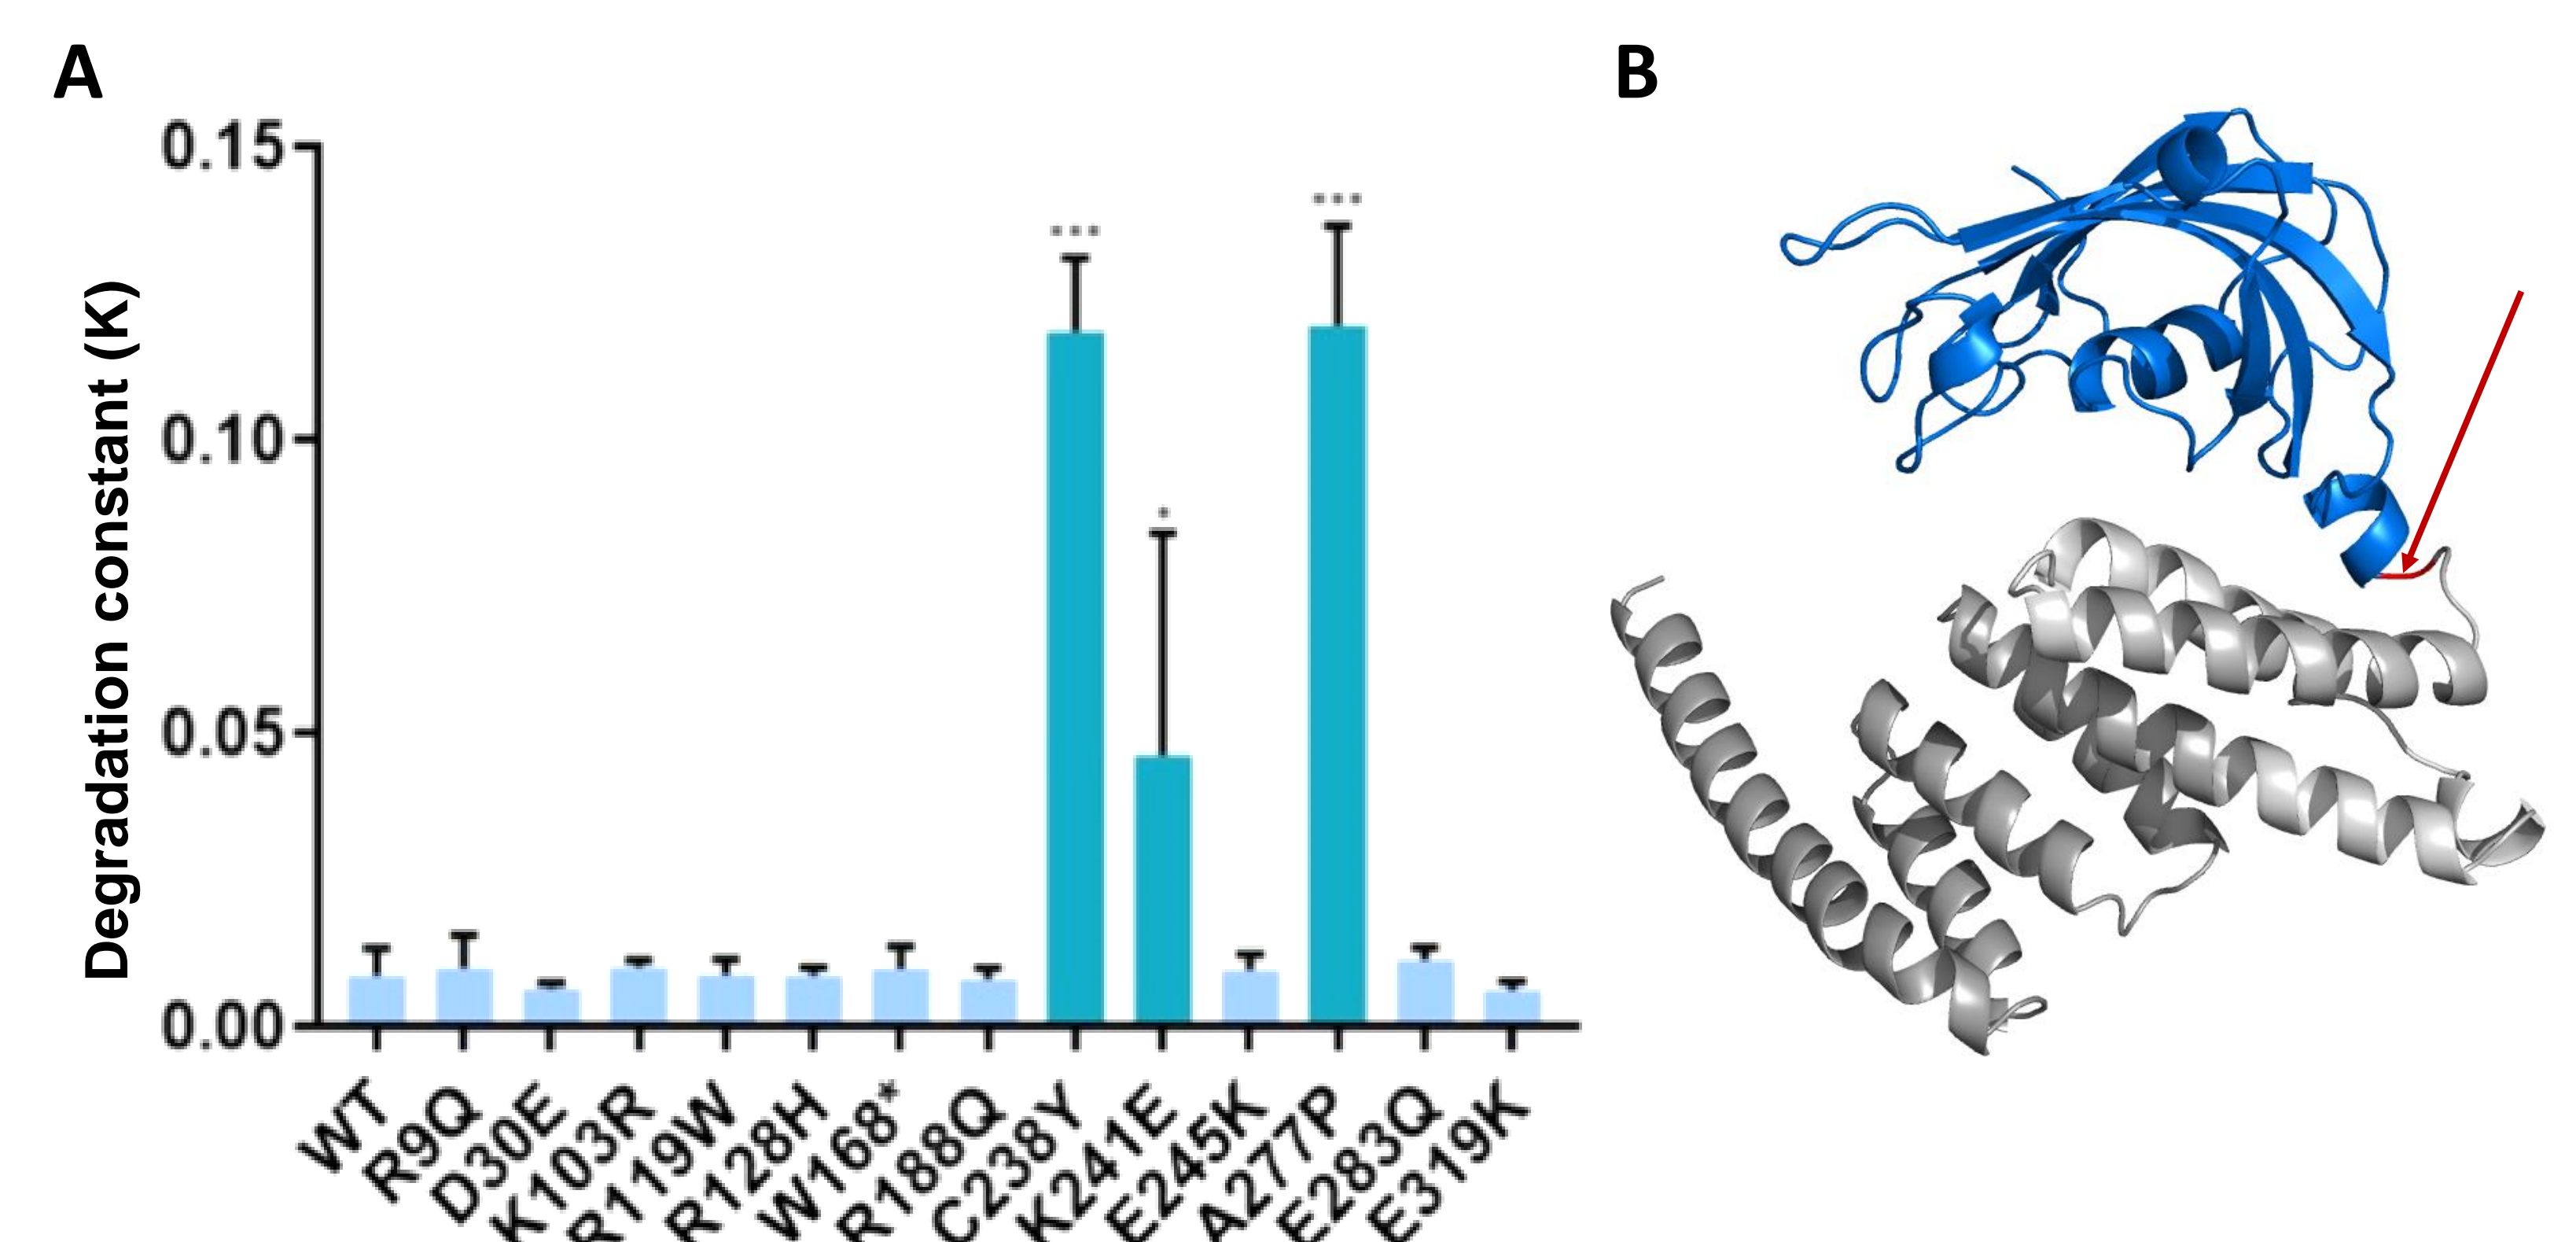 A
B
0.15
0.10
0.05
0.00
Degradation constant (K)
***
*
***
WT
R9Q
D30E
K103R
R119W
R128H
W168*
R188Q
C238Y
K241E
E245K
A277P
E283Q
E319K